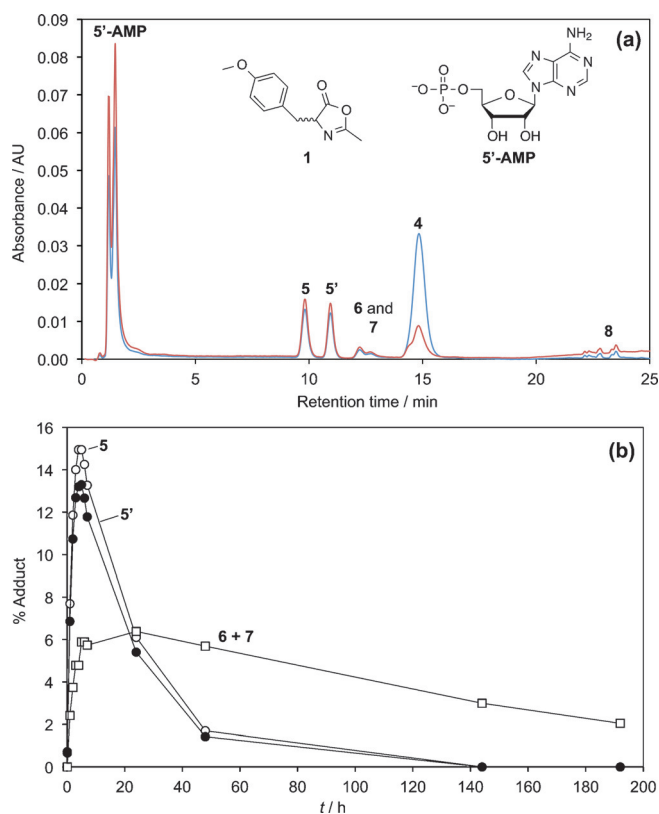 0.09
0.08
0.07
0.06
0.05
0.04
0.03
0.02
0.01
0.00
Absorbance / AU
5'-AMP
(a)
O
O
O
N
1
NH₂
N
N
N
N
O
⁻O P O
O⁻
O
OH OH
5'-AMP
5
5'
6 and
7
4
8
0 5 10 15 20 25
Retention time / min
16
14
12
10
8
6
4
2
0
% Adduct
(b)
5
5'
6 + 7
0 20 40 60 80 100 120 140 160 180 200
t / h